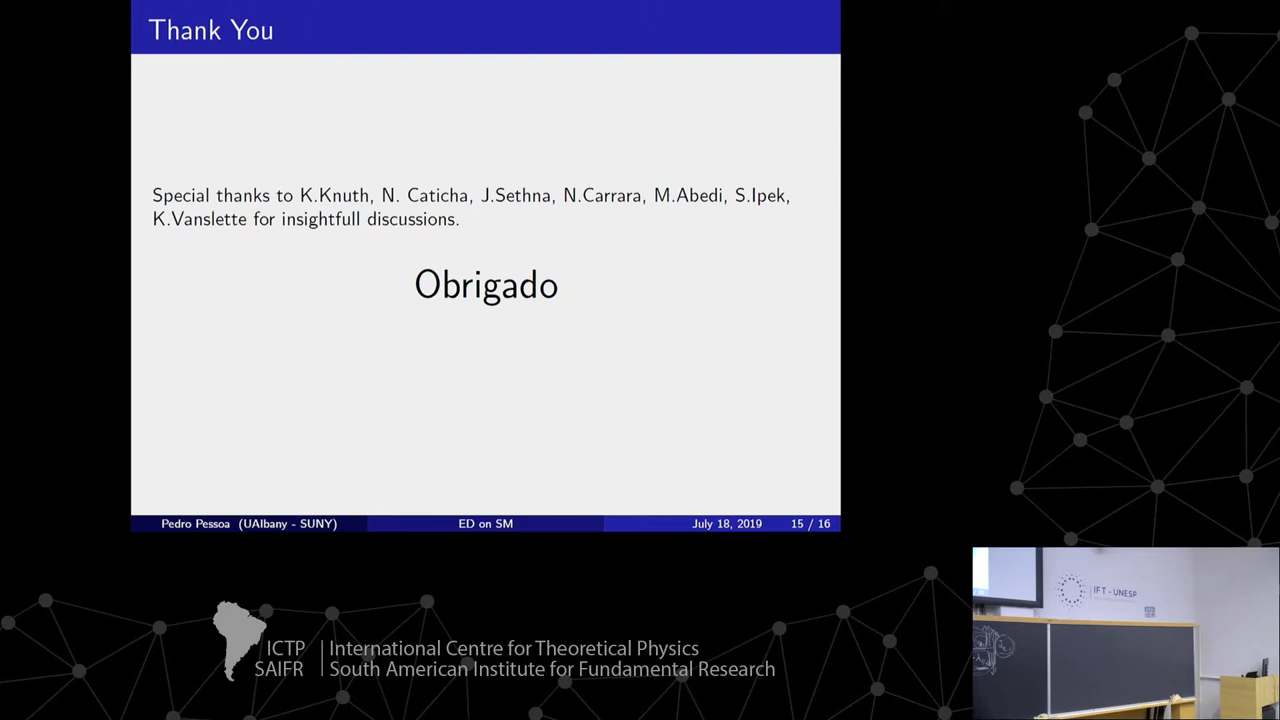 Thank You
Special thanks to K.Knuth, N. Caticha, J.Sethna, N.Carrara, M.Abedi, S.Ipek,
K.Vanslette for insightfull discussions.
Obrigado
Pedro Pessoa (UAlbany - SUNY)
ED on SM
July 18, 2019
15 / 16
IFT - UNESP
ICTP
SAIFR
International Centre for Theoretical Physics
South American Institute for Fundamental Research